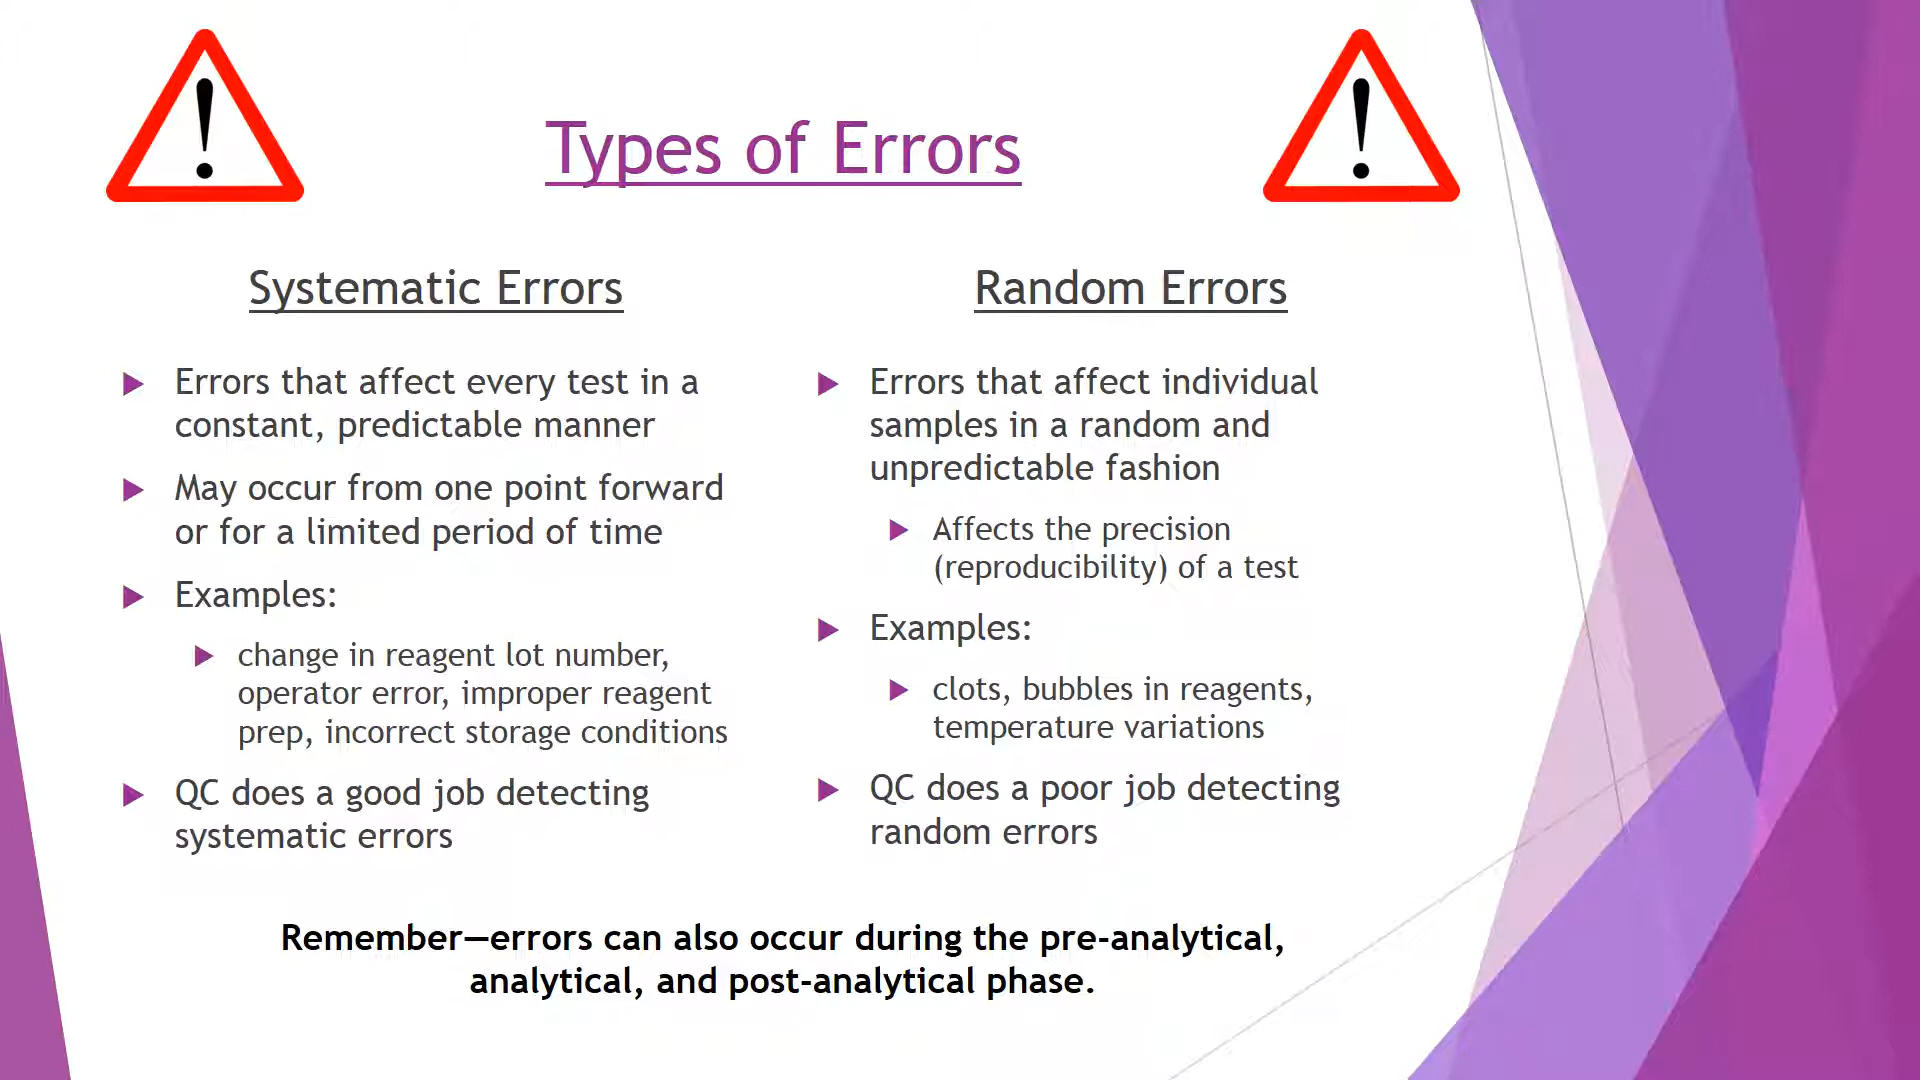 Types of Errors
Systematic Errors
Errors that affect every test in a
constant, predictable manner
May occur from one point forward
or for a limited period of time
Examples:
change in reagent lot number,
operator error, improper reagent
prep, incorrect storage conditions
QC does a good job detecting
systematic errors
Random Errors
Errors that affect individual
samples in a random and
unpredictable fashion
Affects the precision
(reproducibility) of a test
Examples:
clots, bubbles in reagents,
temperature variations
QC does a poor job detecting
random errors
Remember—errors can also occur during the pre-analytical,
analytical, and post-analytical phase.